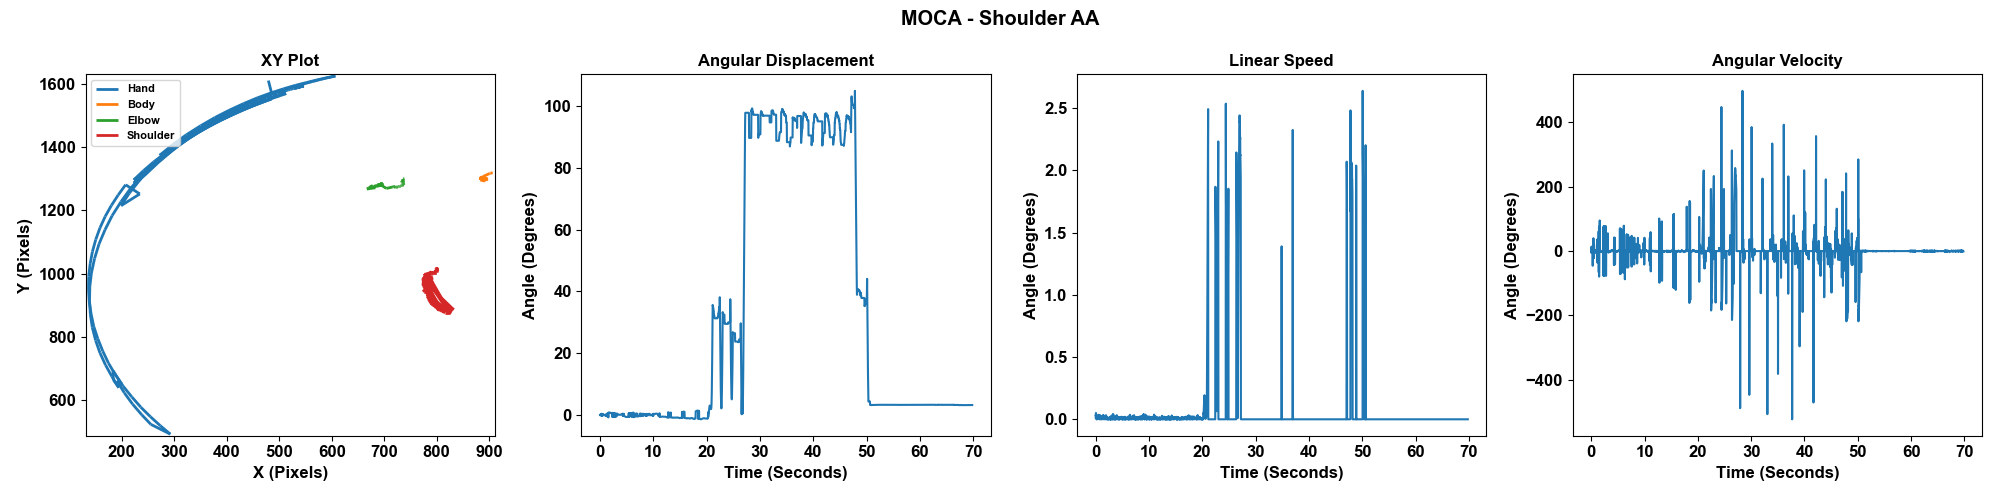 MOCA - Shoulder AA
XY Plot
Hand
Body
Elbow
Shoulder
1600
1400
1200
1000
800
600
Y (Pixels)
200 300 400 500 600 700 800 900
X (Pixels)
Angular Displacement
100
80
60
40
20
0
Angle (Degrees)
0 10 20 30 40 50 60 70
Time (Seconds)
Linear Speed
2.5
2.0
1.5
1.0
0.5
0.0
Angle (Degrees)
0 10 20 30 40 50 60 70
Time (Seconds)
Angular Velocity
400
200
0
−200
−400
Angle (Degrees)
0 10 20 30 40 50 60 70
Time (Seconds)